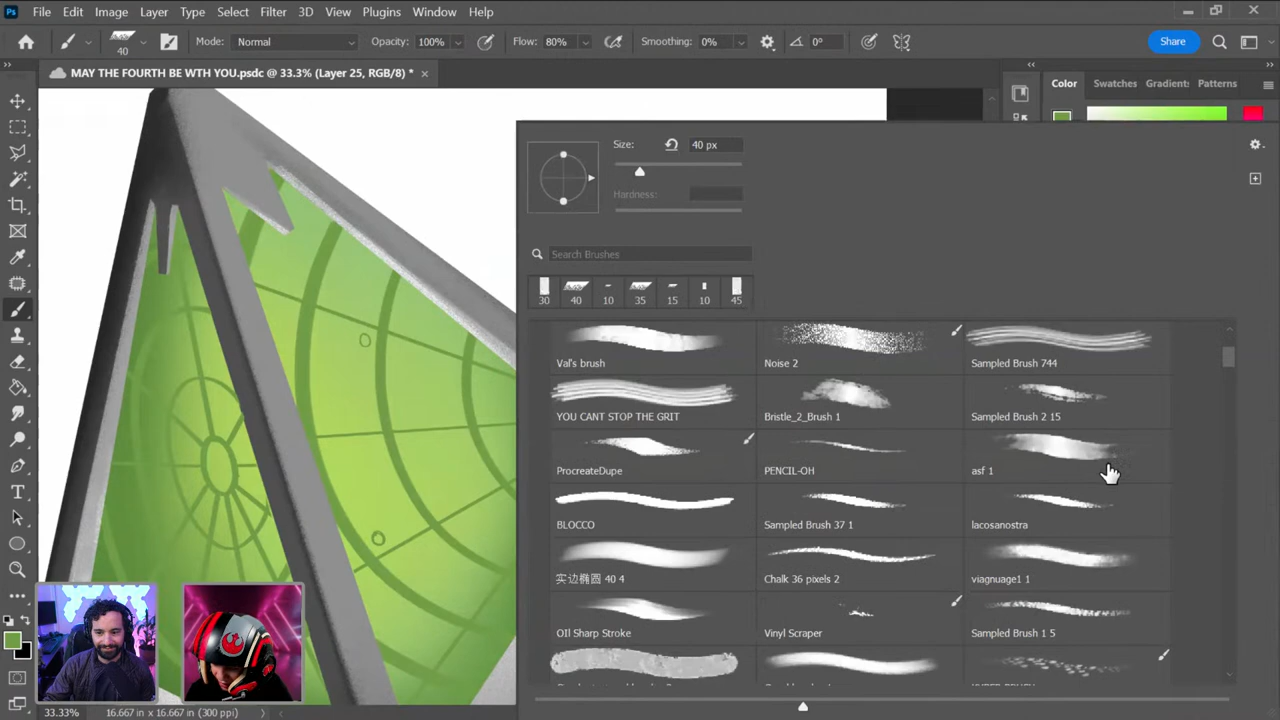 Ps File Edit Image Layer Type Select Filter 3D View Plugins Window Help
40 Mode: Normal Opacity: 100% Flow: 80% Smoothing: 0% 0° Share
MAY THE FOURTH BE WTH YOU.psdc @ 33.3% (Layer 25, RGB/8) *
Color Swatches Gradient: Patterns
Size: 40 px
Hardness:
Search Brushes
30 40 10 35 15 10 45
Val's brush Noise 2 Sampled Brush 744
YOU CANT STOP THE GRIT Bristle_2_Brush 1 Sampled Brush 2 15
ProcreateDupe PENCIL-OH asf 1
BLOCCO Sampled Brush 37 1 lacosanostra
实边椭圆 40 4 Chalk 36 pixels 2 viagnuage1 1
OIl Sharp Stroke Vinyl Scraper Sampled Brush 1 5
33.33% 16.667 in x 16.667 in (300 ppi)